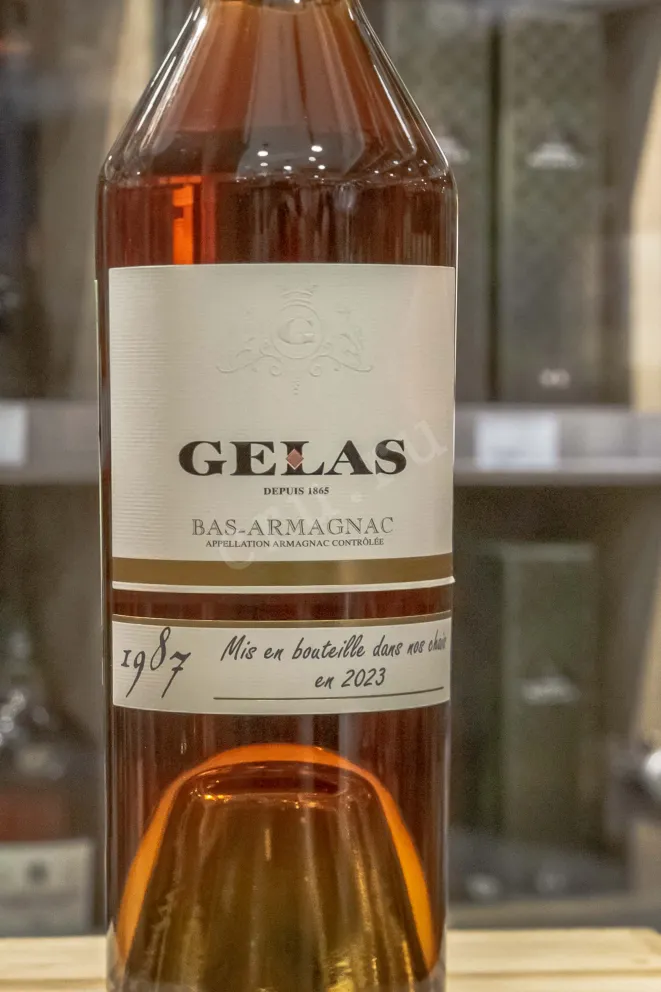 G
GELAS
DEPUIS 1865
BAS-ARMAGNAC
APPELLATION ARMAGNAC CONTRÔLÉE
1987
Mis en bouteille dans nos chais
en 2023